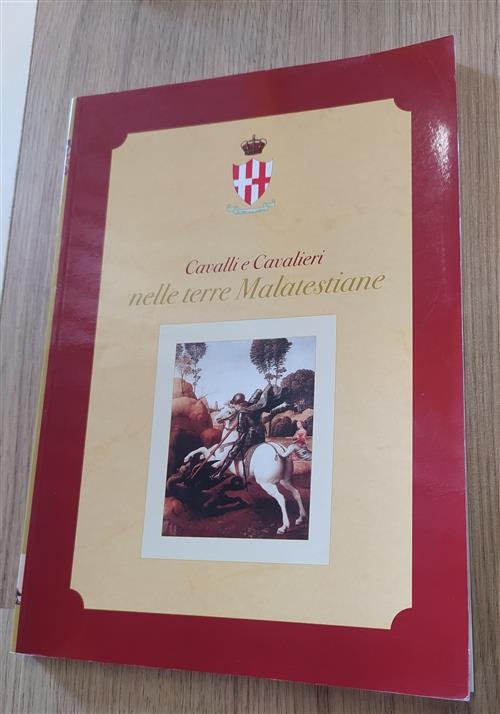 Cavalli e Cavalieri
nelle terre Malatestiane